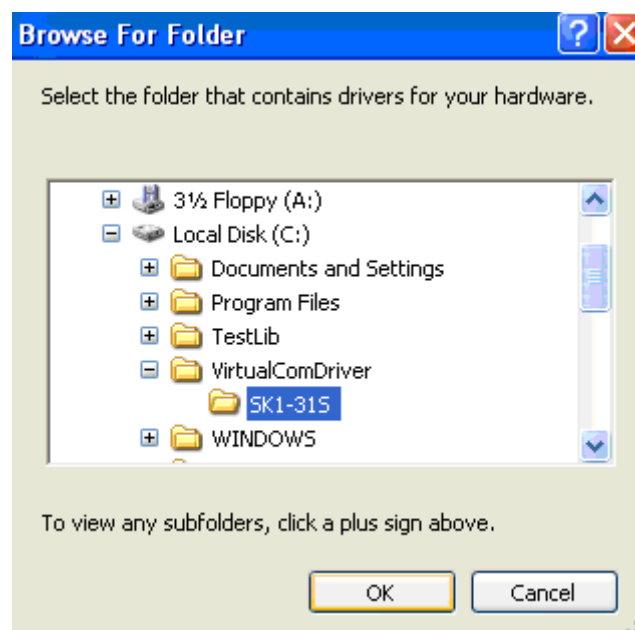 Browse For Folder
Select the folder that contains drivers for your hardware.
3½ Floppy (A:)
Local Disk (C:)
Documents and Settings
Program Files
TestLib
VirtualComDriver
SK1-31S
WINDOWS
To view any subfolders, click a plus sign above.
OK
Cancel